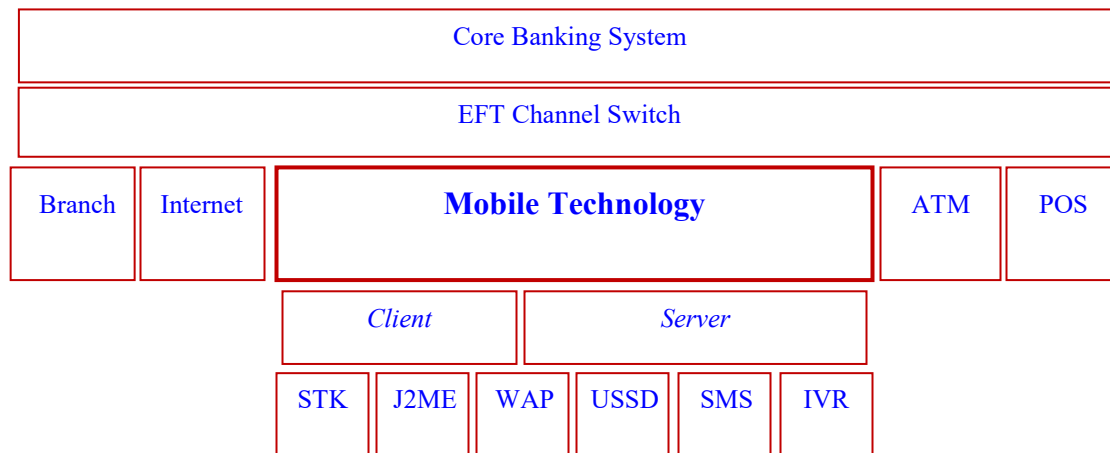 Core Banking System
EFT Channel Switch
Branch Internet Mobile Technology ATM POS
Client Server
STK J2ME WAP USSD SMS IVR